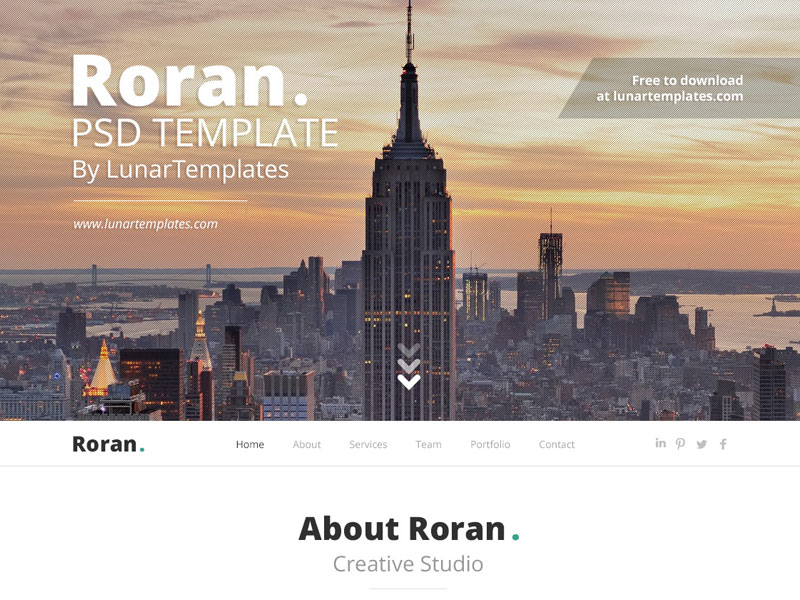 Roran.
PSD TEMPLATE
By LunarTemplates
www.lunartemplates.com
Free to download
at lunartemplates.com
Roran.
Home About Services Team Portfolio Contact
in
About Roran.
Creative Studio